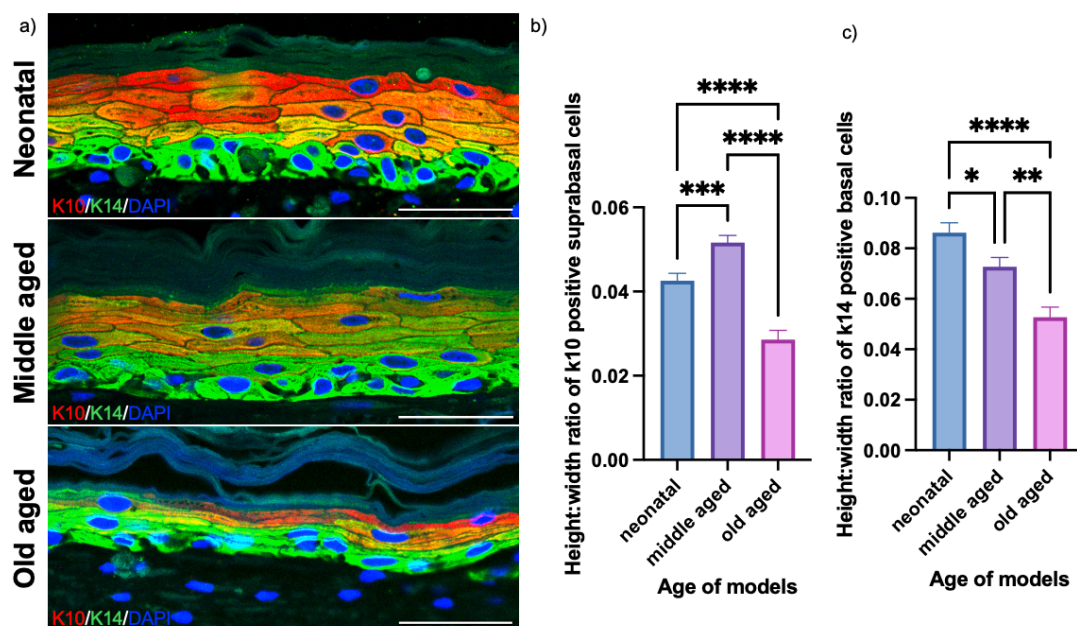 a)
Neonatal
K10/K14/DAPI
Middle aged
K10/K14/DAPI
Old aged
K10/K14/DAPI
b)
Height:width ratio of k10 positive suprabasal cells
0.06
0.04
0.02
0.00
****
****
***
neonatal
middle aged
old aged
Age of models
c)
Height:width ratio of k14 positive basal cells
0.10
0.08
0.06
0.04
0.02
0.00
****
*
**
neonatal
middle aged
old aged
Age of models